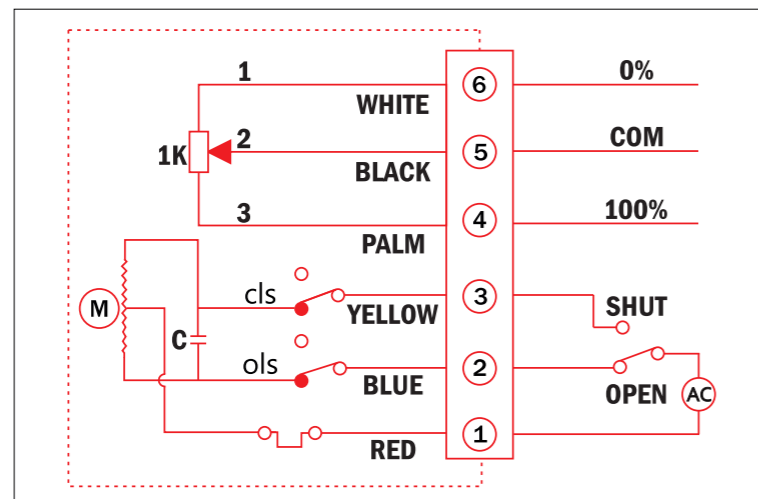 1 6 0%
WHITE
1K 2 5 COM
BLACK
3 4 100%
PALM
M cls 3 SHUT
YELLOW
C ols 2 OPEN AC
BLUE
1
RED